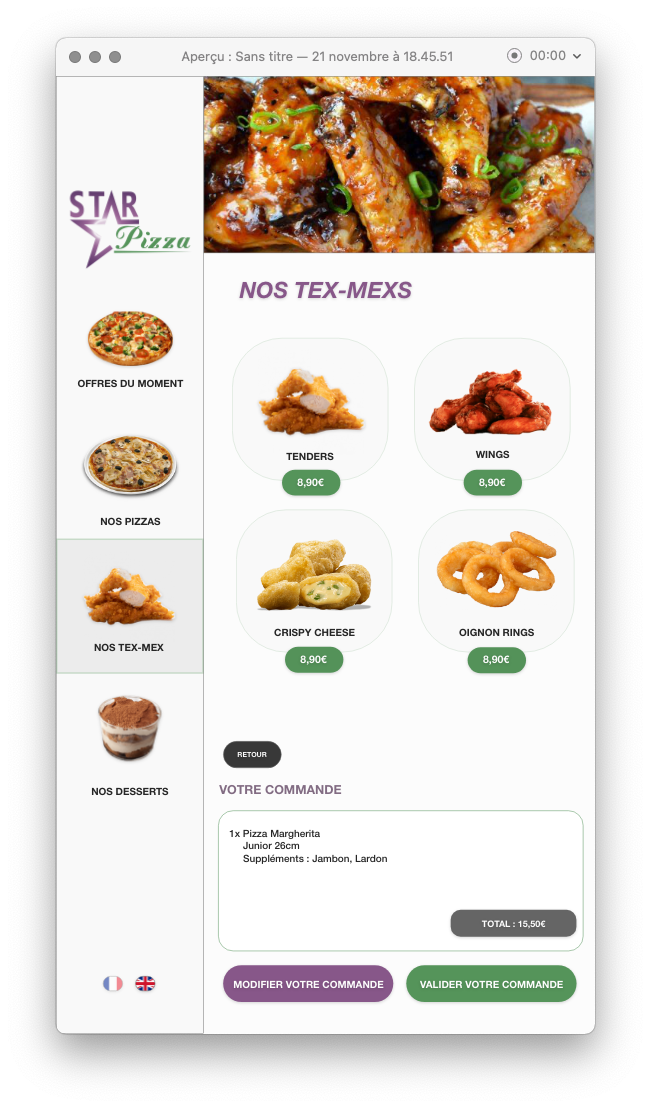 Aperçu : Sans titre — 21 novembre à 18.45.51
00:00
STAR
Pizza
OFFRES DU MOMENT
NOS PIZZAS
NOS TEX-MEX
NOS DESSERTS
NOS TEX-MEXS
TENDERS
8,90€
WINGS
8,90€
CRISPY CHEESE
8,90€
OIGNON RINGS
8,90€
RETOUR
VOTRE COMMANDE
1x Pizza Margherita
Junior 26cm
Suppléments : Jambon, Lardon
TOTAL : 15,50€
MODIFIER VOTRE COMMANDE
VALIDER VOTRE COMMANDE